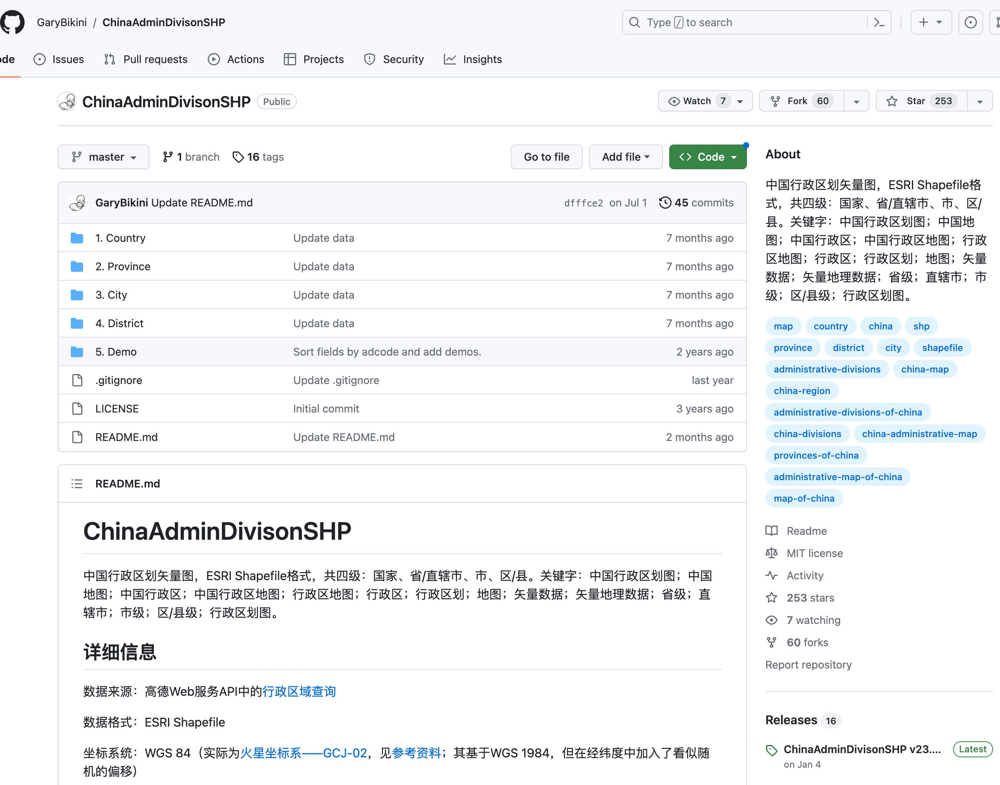 GaryBikini / ChinaAdminDivisonSHP
Type / to search
Issues
Pull requests
Actions
Projects
Security
Insights
ChinaAdminDivisonSHP Public
Watch 7
Fork 60
Star 253
master
1 branch
16 tags
Go to file
Add file
Code
GaryBikini Update README.md dfffce2 on Jul 1 45 commits
1. Country Update data 7 months ago
2. Province Update data 7 months ago
3. City Update data 7 months ago
4. District Update data 7 months ago
5. Demo Sort fields by adcode and add demos. 2 years ago
.gitignore Update .gitignore last year
LICENSE Initial commit 3 years ago
README.md Update README.md 2 months ago
README.md
ChinaAdminDivisonSHP
中国行政区划矢量图，ESRI Shapefile格式，共四级：国家、省/直辖市、市、区/县。关键字：中国行政区划图；中国
地图；中国行政区；中国行政区地图；行政区地图；行政区；行政区划；地图；矢量数据；矢量地理数据；省级；直
辖市；市级；区/县级；行政区划图。
详细信息
数据来源：高德Web服务API中的行政区域查询
数据格式：ESRI Shapefile
坐标系统：WGS 84（实际为火星坐标系——GCJ-02，见参考资料；其基于WGS 1984，但在经纬度中加入了看似随
机的偏移）
About
中国行政区划矢量图，ESRI Shapefile格
式，共四级：国家、省/直辖市、市、区/
县。关键字：中国行政区划图；中国地
图；中国行政区；中国行政区地图；行政
区地图；行政区；行政区划；地图；矢量
数据；矢量地理数据；省级；直辖市；市
级；区/县级；行政区划图。
map country china shp
province district city shapefile
administrative-divisions china-map
china-region
administrative-divisions-of-china
china-divisions china-administrative-map
provinces-of-china
administrative-map-of-china
map-of-china
Readme
MIT license
Activity
253 stars
7 watching
60 forks
Report repository
Releases 16
ChinaAdminDivisonSHP v23.... Latest
on Jan 4